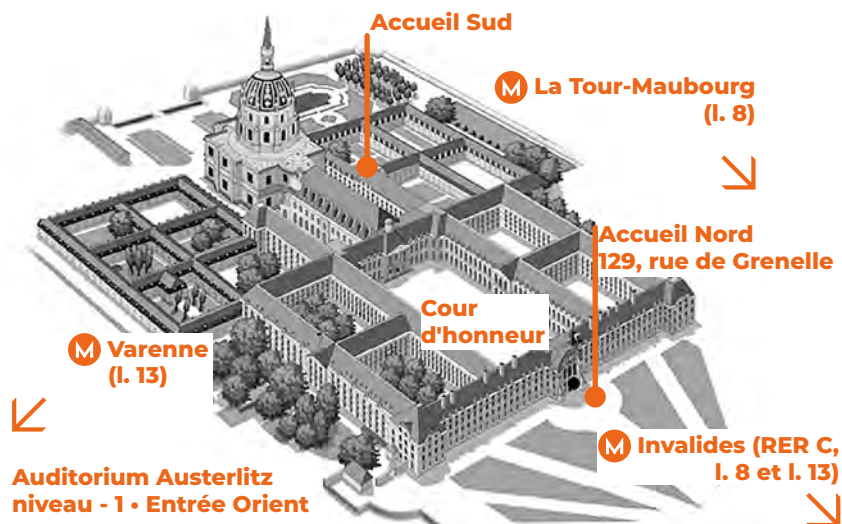 Accueil Sud
M La Tour-Maubourg
(l. 8)
Accueil Nord
129, rue de Grenelle
Cour
d'honneur
M Varenne
(l. 13)
M Invalides (RER C,
l. 8 et l. 13)
Auditorium Austerlitz
niveau - 1 • Entrée Orient